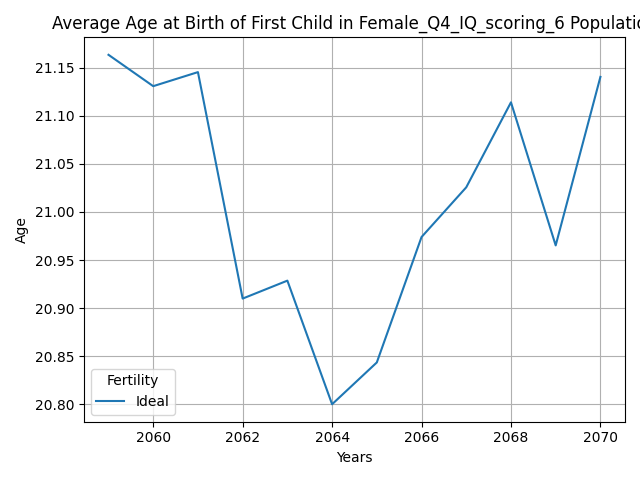 Average Age at Birth of First Child in Female_Q4_IQ_scoring_6
21.15
21.10
21.05
21.00
20.95
20.90
20.85
20.80
Age
Fertility
Ideal
2060 2062 2064 2066 2068 2070
Years